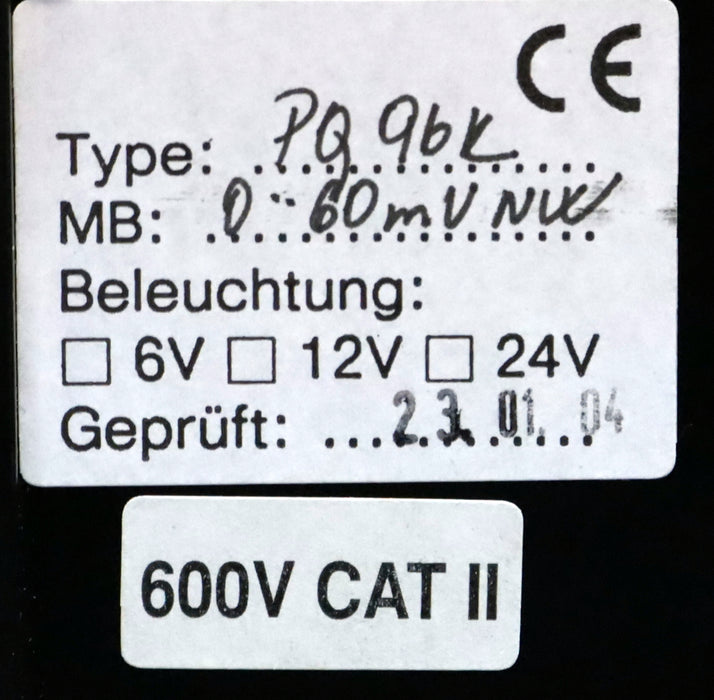 CE
Type: PQ 96K
MB: 0...60mV NW
Beleuchtung:
☐ 6V ☐ 12V ☐ 24V
Geprüft: 23. 01. 04
600V CAT II